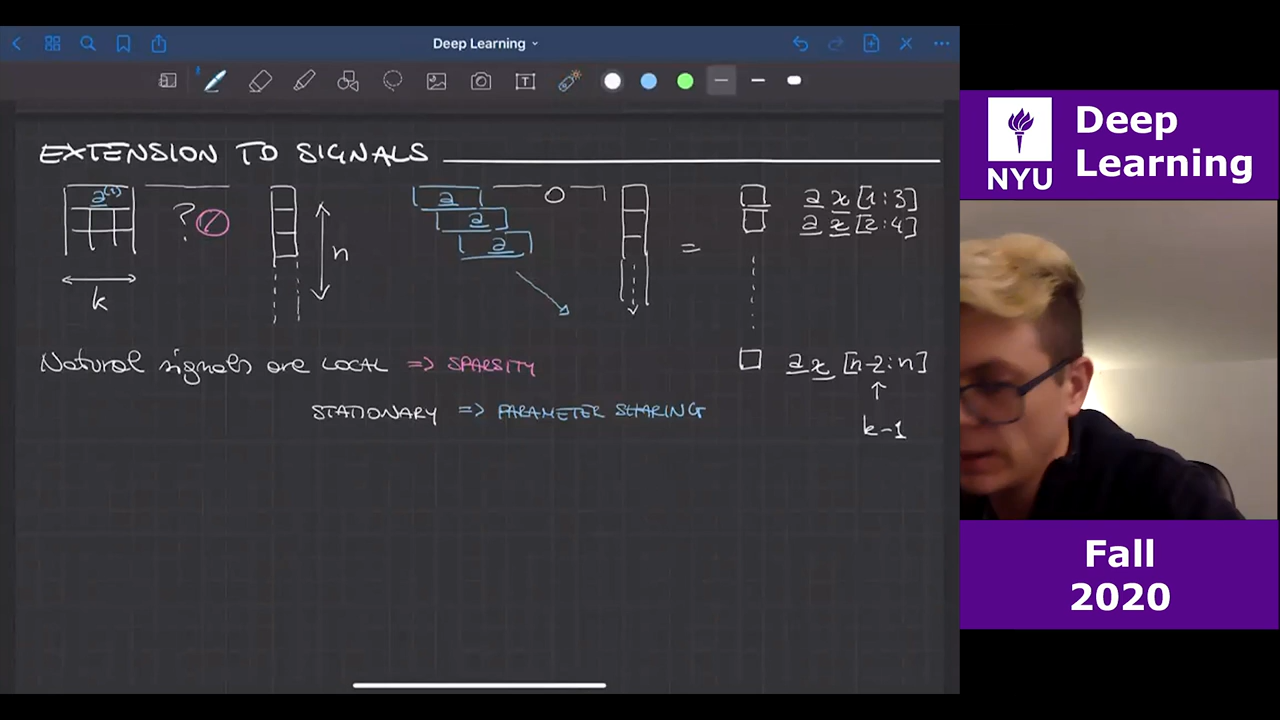 Deep Learning
T
EXTENSION TO SIGNALS
a(1)
?
k
n
a
a
a
O
=
a x [1:3]
a x [2:4]
a x [n-2:n]
↑
k-1
Natural signals are LOCAL => SPARSITY
STATIONARY => PARAMETER SHARING
NYU
Deep
Learning
Fall
2020